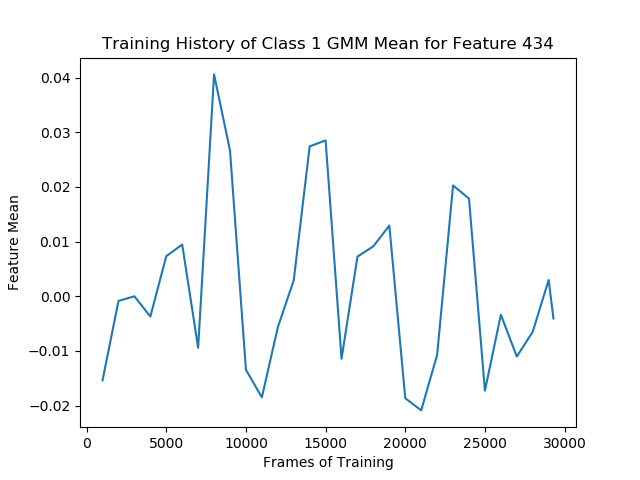 Training History of Class 1 GMM Mean for Feature 434
0.04
0.03
0.02
0.01
0.00
−0.01
−0.02
Feature Mean
0 5000 10000 15000 20000 25000 30000
Frames of Training